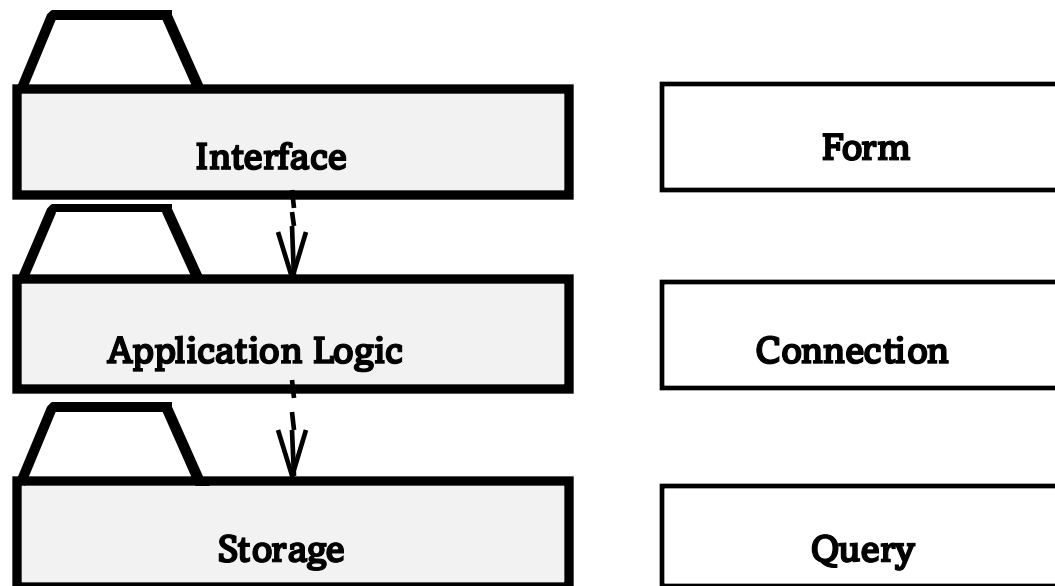 Interface
Form
Application Logic
Connection
Storage
Query